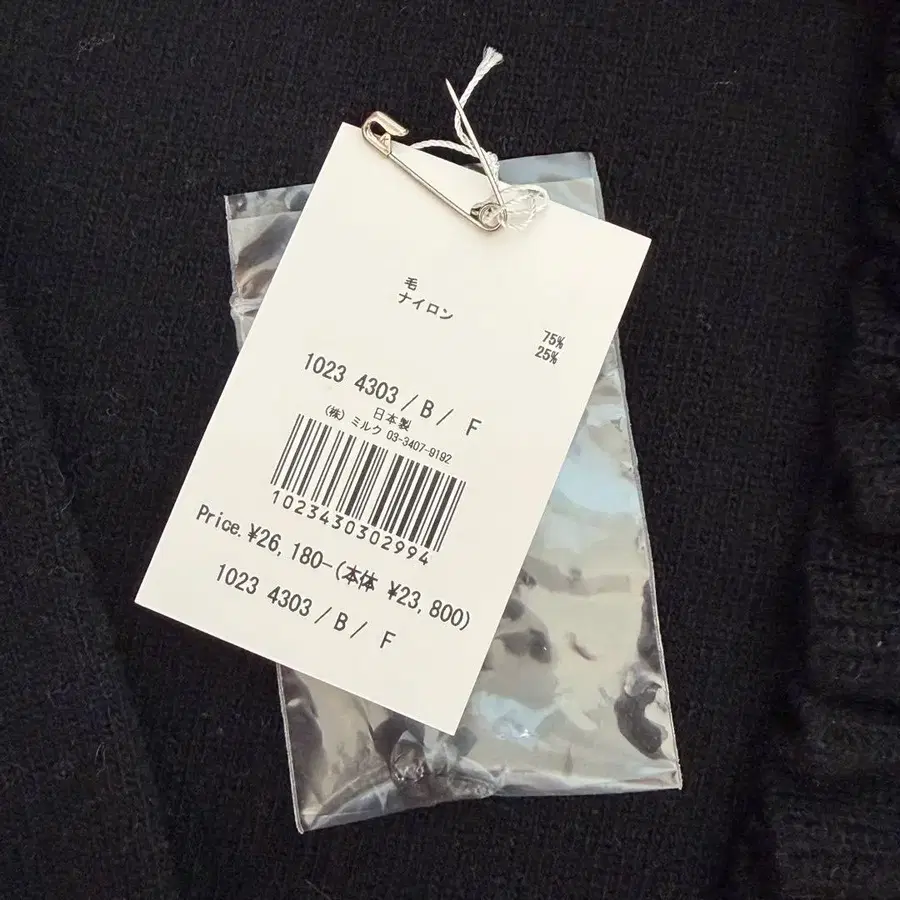 毛
ナイロン
75%
25%
1023 4303/B/ F
日本製
(株) ミルク 03-3407-9192
1023430302994
Price.¥26,180-(本体 ¥23,800)
1023 4303/B/ F